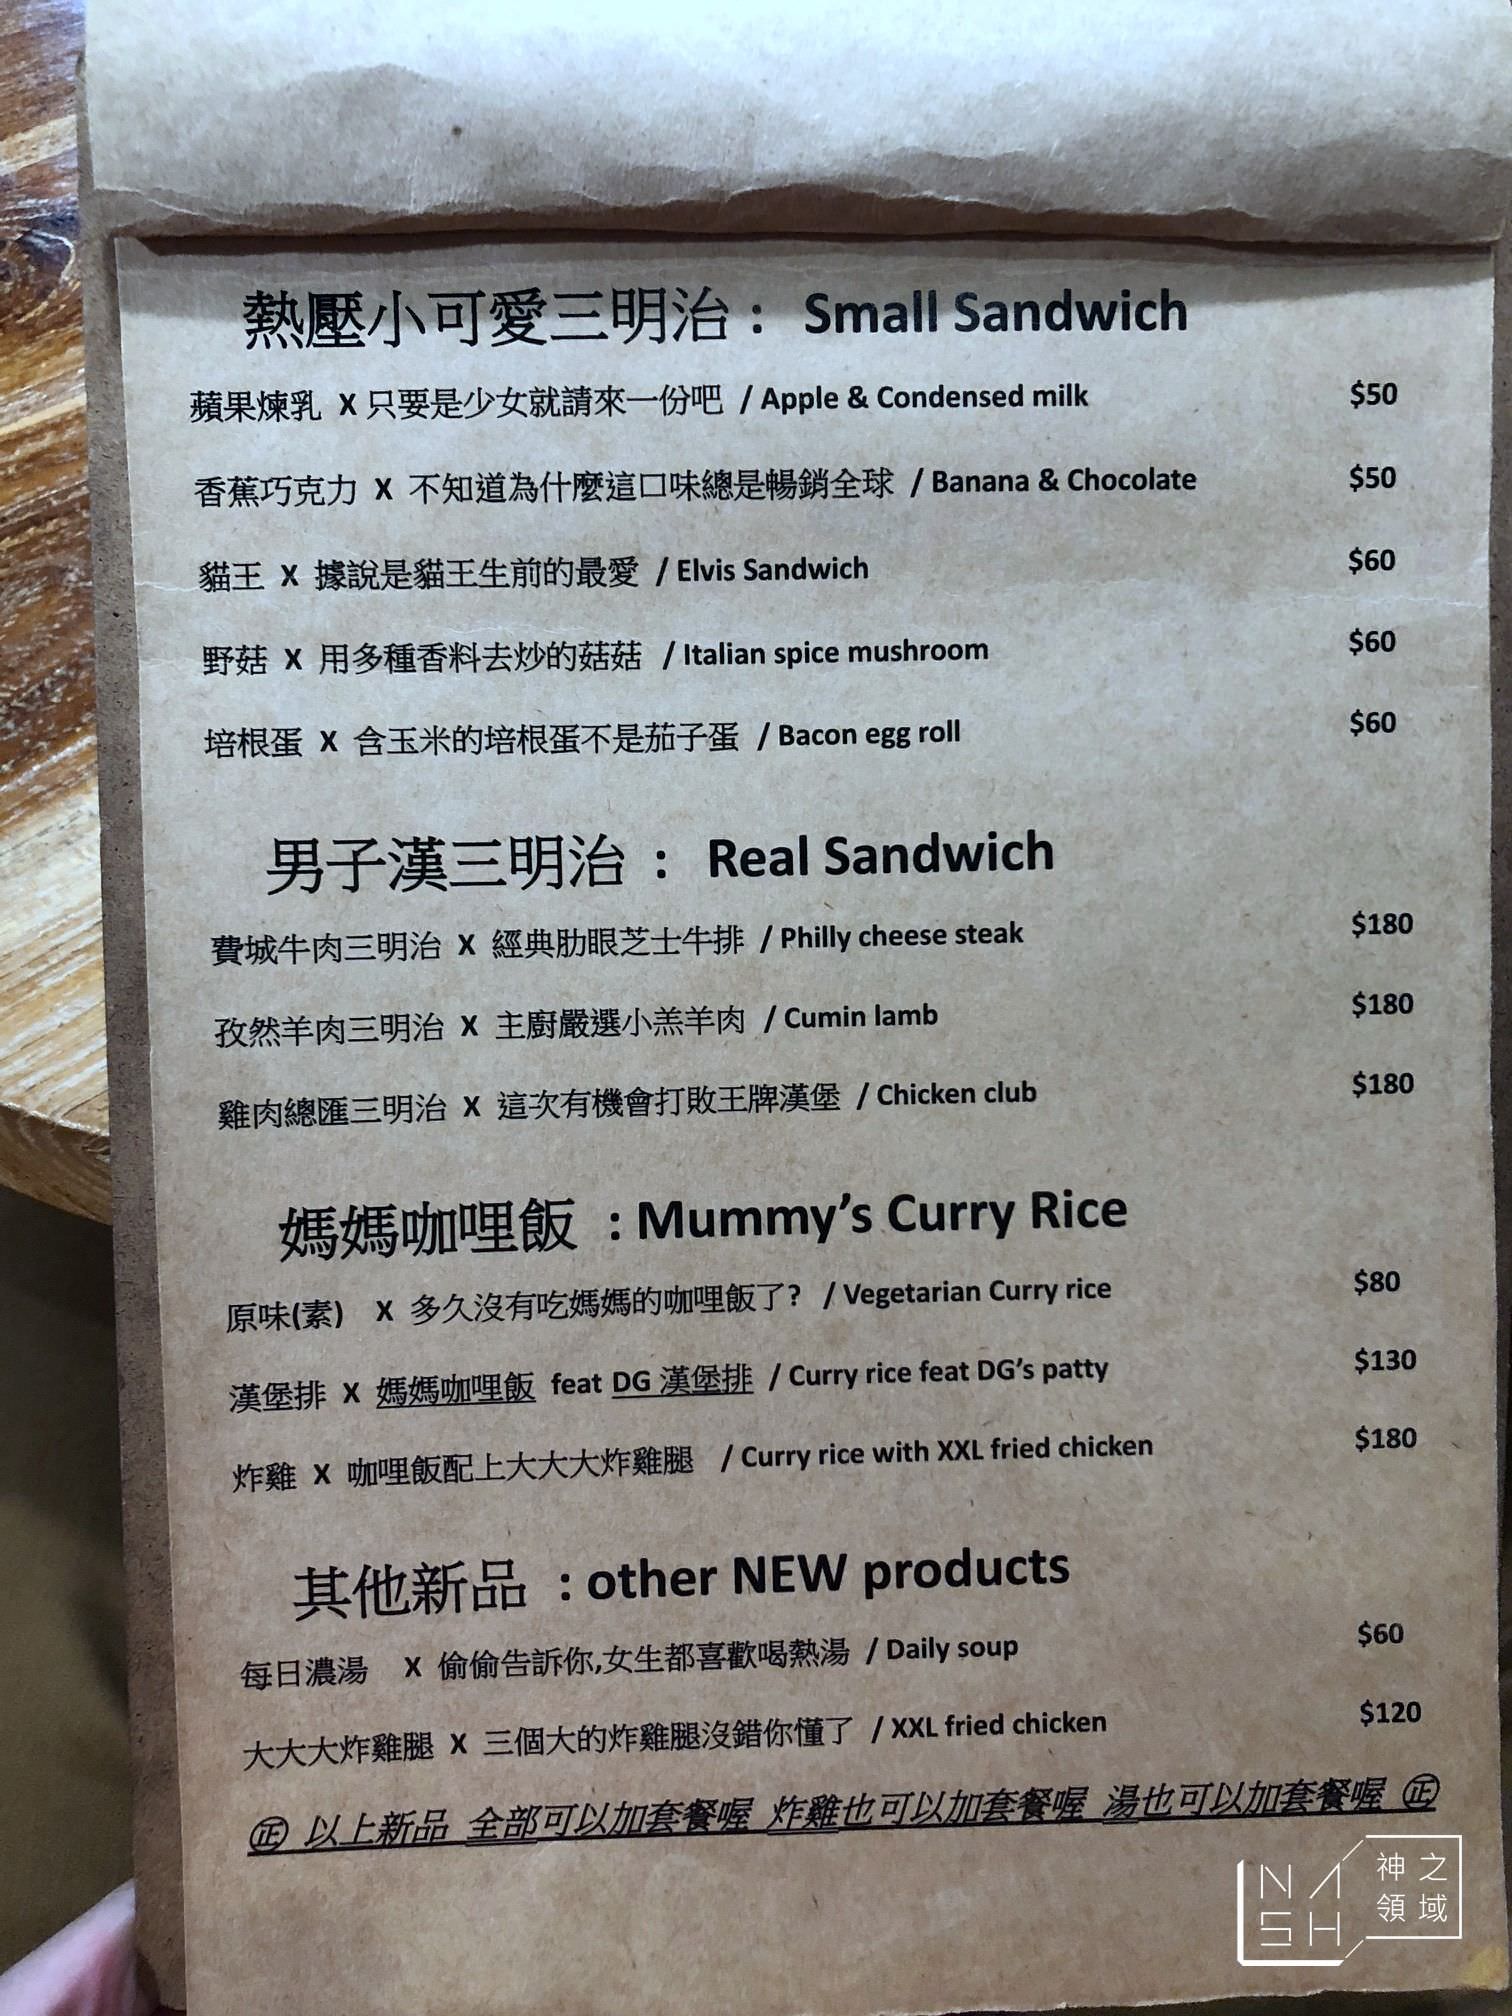 熱壓小可愛三明治： Small Sandwich
蘋果煉乳 X 只要是少女就請來一份吧 / Apple & Condensed milk $50
香蕉巧克力 X 不知道為什麼這口味總是暢銷全球 / Banana & Chocolate $50
貓王 X 據說是貓王生前的最愛 / Elvis Sandwich $60
野菇 X 用多種香料去炒的菇菇 / Italian spice mushroom $60
培根蛋 X 含玉米的培根蛋不是茄子蛋 / Bacon egg roll $60
男子漢三明治 ： Real Sandwich
費城牛肉三明治 X 經典肋眼芝士牛排 / Philly cheese steak $180
孜然羊肉三明治 X 主廚嚴選小羔羊肉 / Cumin lamb $180
雞肉總匯三明治 X 這次有機會打敗王牌漢堡 / Chicken club $180
媽媽咖哩飯 : Mummy’s Curry Rice
原味(素) X 多久沒有吃媽媽的咖哩飯了? / Vegetarian Curry rice $80
漢堡排 X 媽媽咖哩飯 feat DG 漢堡排 / Curry rice feat DG’s patty $130
炸雞 X 咖哩飯配上大大大炸雞腿 / Curry rice with XXL fried chicken $180
其他新品 : other NEW products
每日濃湯 X 偷偷告訴你,女生都喜歡喝熱湯 / Daily soup $60
大大大炸雞腿 X 三個大的炸雞腿沒錯你懂了 / XXL fried chicken $120
㊣ 以上新品 全部可以加套餐喔 炸雞也可以加套餐喔 湯也可以加套餐喔 ㊣
NASH 神之領域